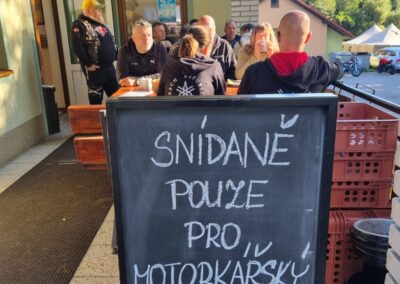 SNÍDANĚ
POUZE
PRO
MOTORKÁŘSKÝ